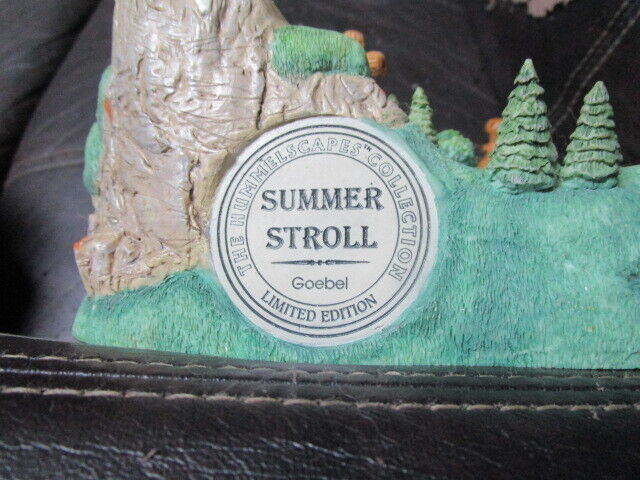 THE HUMMELSCAPES™ COLLECTION
SUMMER
STROLL
Goebel
LIMITED EDITION